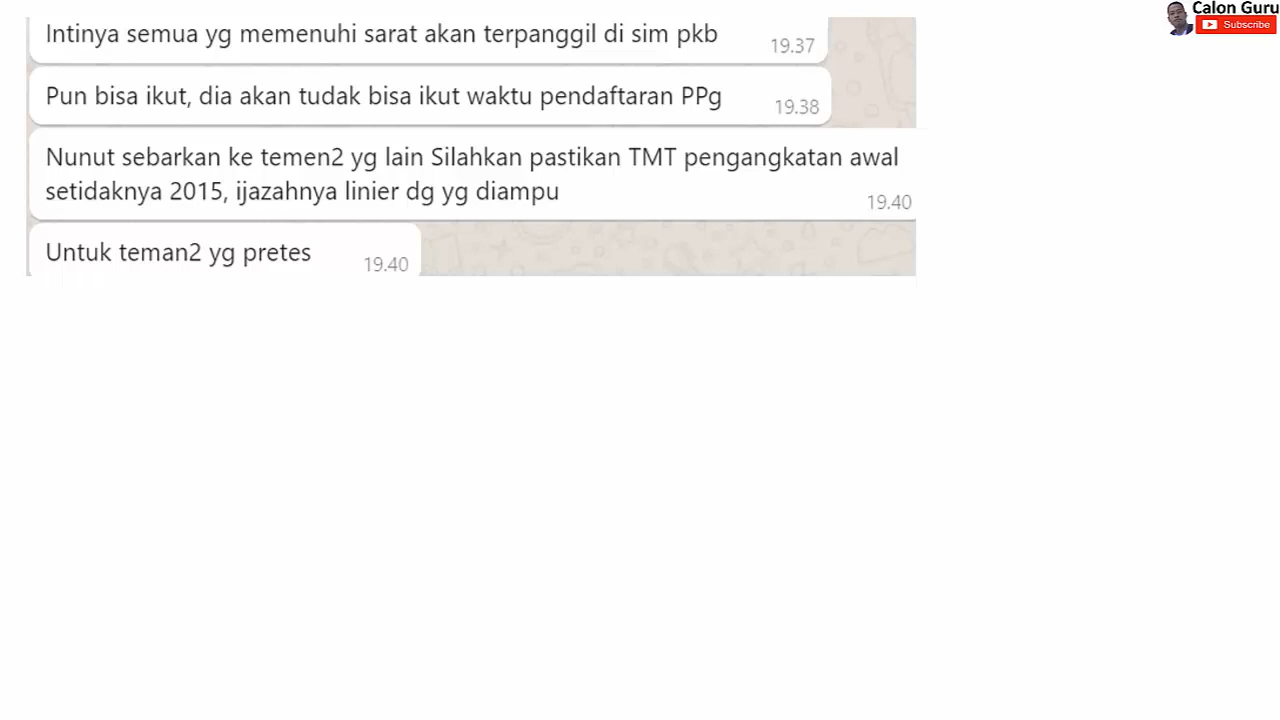 Calon Guru
Subscribe
Intinya semua yg memenuhi sarat akan terpanggil di sim pkb
19.37
Pun bisa ikut, dia akan tudak bisa ikut waktu pendaftaran PPg
19.38
Nunut sebarkan ke temen2 yg lain Silahkan pastikan TMT pengangkatan awal
setidaknya 2015, ijazahnya linier dg yg diampu
19.40
Untuk teman2 yg pretes
19.40